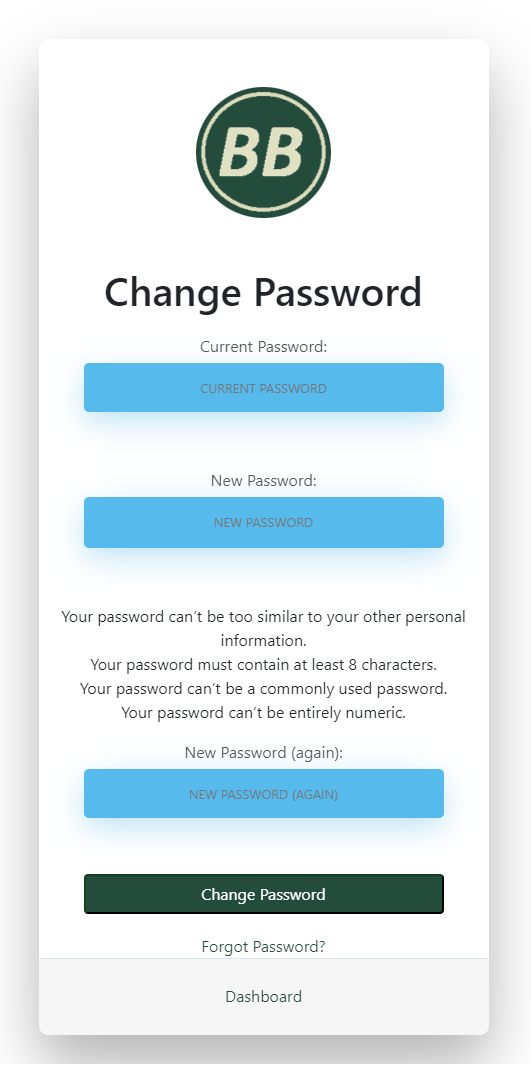 BB
Change Password
Current Password:
CURRENT PASSWORD
New Password:
NEW PASSWORD
Your password can't be too similar to your other personal
information.
Your password must contain at least 8 characters.
Your password can't be a commonly used password.
Your password can't be entirely numeric.
New Password (again):
NEW PASSWORD (AGAIN)
Change Password
Forgot Password?
Dashboard